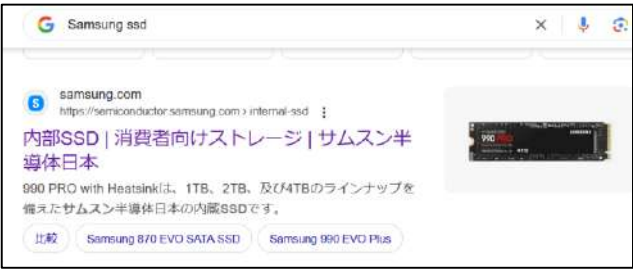 Samsung ssd
samsung.com
https://semiconductor.samsung.com › internal-ssd
内部SSD | 消費者向けストレージ | サムスン半
導体日本
990 PRO with Heatsinkは、1TB、2TB、及び4TBのラインナップを
備えたサムスン半導体日本の内蔵SSDです。
比較
Samsung 870 EVO SATA SSD
Samsung 990 EVO Plus
990 PRO
SAMSUNG